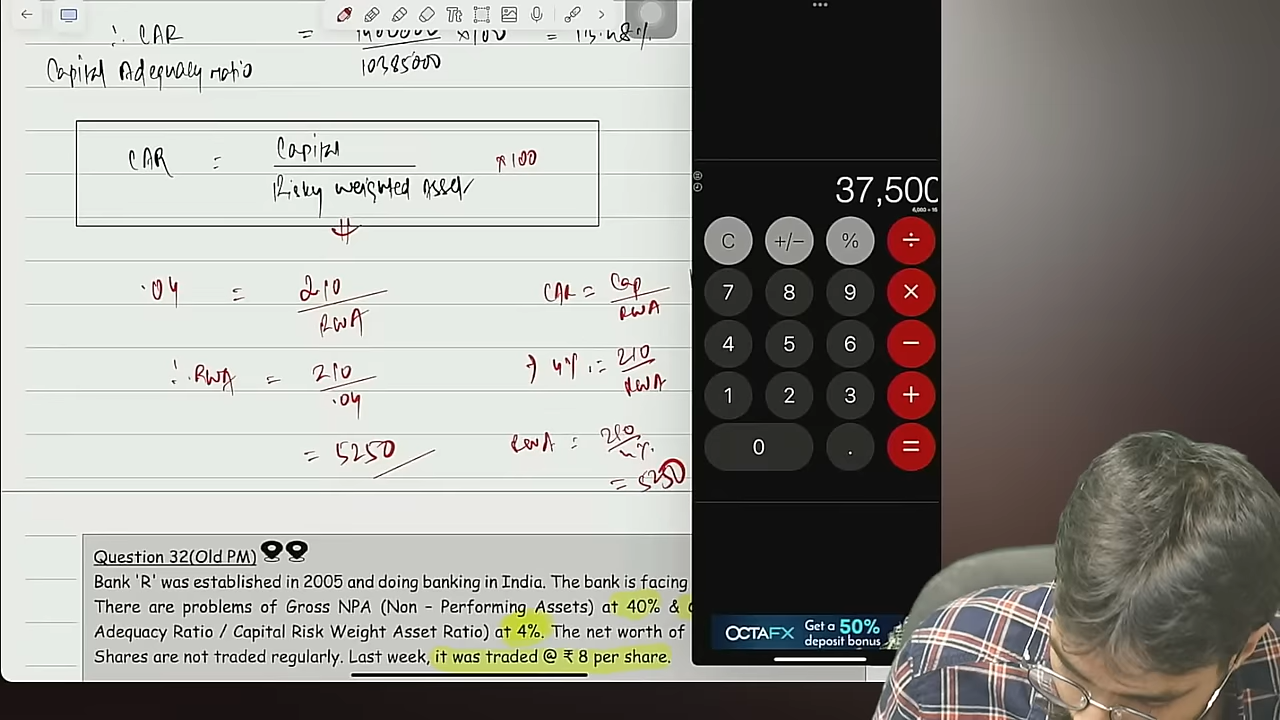 ∴ CAR = 1400000 / 10385000 ×100 = 13.48%
Capital Adequacy ratio
CAR = Capital / Risky weighted Asset ×100
.04 = 210 / RWA
∴ RWA = 210 / .04
= 5250
CAR = Cap / RWA
4% = 210 / RWA
RWA = 210 / 4%
= 5250
Question 32(Old PM)
Bank 'R' was established in 2005 and doing banking in India. The bank is facing
There are problems of Gross NPA (Non – Performing Assets) at 40% &
Adequacy Ratio / Capital Risk Weight Asset Ratio) at 4%. The net worth of
Shares are not traded regularly. Last week, it was traded @ ₹ 8 per share.
37,500
C +/− % ÷
7 8 9 ×
4 5 6 −
1 2 3 +
0 . =
OCTAFX Get a 50% deposit bonus